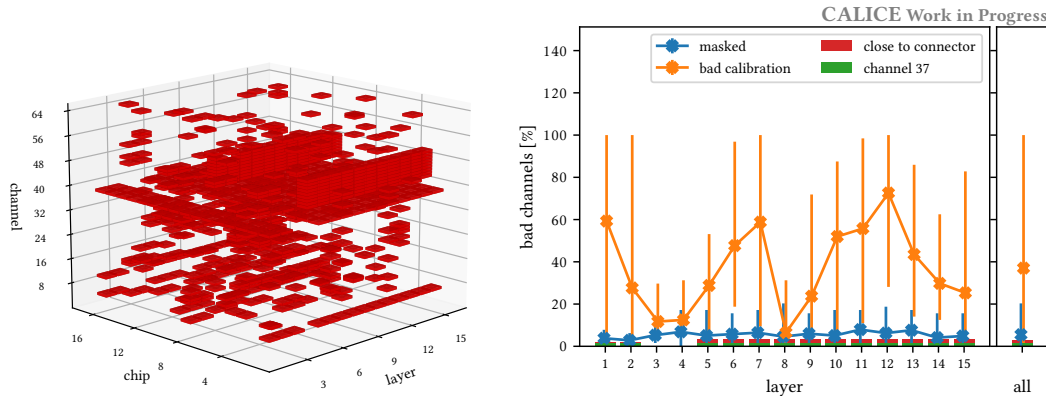 CALICE Work in Progress
64
56
48
40
32
24
16
8
channel
16
12
8
4
chip
3
6
9
12
15
layer
masked
bad calibration
close to connector
channel 37
140
120
100
80
60
40
20
0
bad channels [%]
1 2 3 4 5 6 7 8 9 10 11 12 13 14 15
layer
all